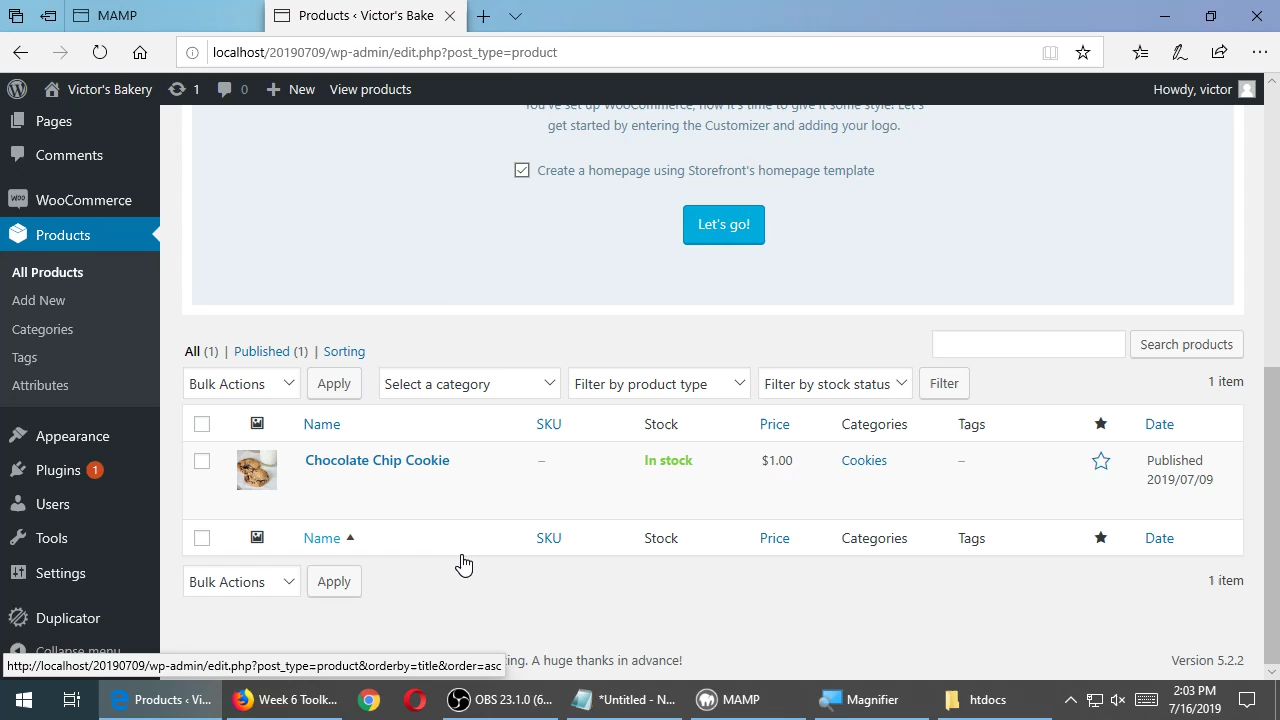 MAMP
Products ‹ Victor's Bake
localhost/20190709/wp-admin/edit.php?post_type=product
Victor's Bakery
1
0
New
View products
Howdy, victor
Pages
Comments
WooCommerce
Products
All Products
Add New
Categories
Tags
Attributes
Appearance
Plugins 1
Users
Tools
Settings
Duplicator
Collapse menu
You've set up WooCommerce, now it's time to give it some style! Let's
get started by entering the Customizer and adding your logo.
Create a homepage using Storefront's homepage template
Let's go!
All (1) | Published (1) | Sorting
Search products
Bulk Actions
Apply
Select a category
Filter by product type
Filter by stock status
Filter
1 item
Name SKU Stock Price Categories Tags Date
Chocolate Chip Cookie – In stock $1.00 Cookies – Published
2019/07/09
Name SKU Stock Price Categories Tags Date
Bulk Actions
Apply
1 item
http://localhost/20190709/wp-admin/edit.php?post_type=product&orderby=title&order=asc
ing. A huge thanks in advance!
Version 5.2.2
Products ‹ Vi...
Week 6 Toolk...
OBS 23.1.0 (6...
*Untitled - N...
MAMP
Magnifier
htdocs
2:03 PM
7/16/2019